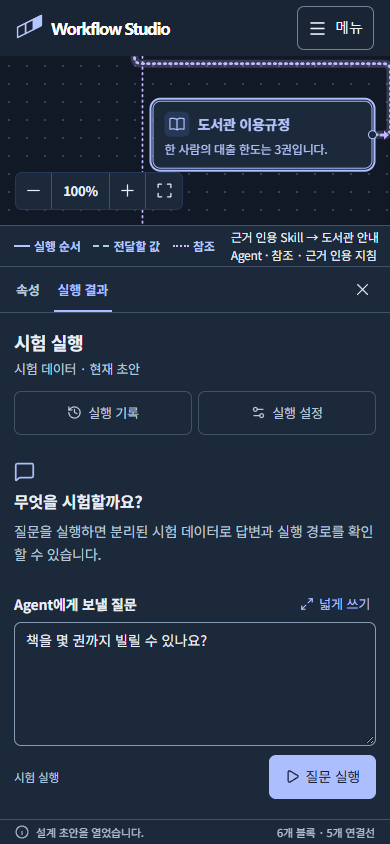 Workflow Studio
메뉴
도서관 이용규정
한 사람의 대출 한도는 3권입니다.
100%
실행 순서
전달할 값
참조
근거 인용 Skill → 도서관 안내
Agent · 참조 · 근거 인용 지침
속성
실행 결과
시험 실행
시험 데이터 · 현재 초안
실행 기록
실행 설정
무엇을 시험할까요?
질문을 실행하면 분리된 시험 데이터로 답변과 실행 경로를 확인
할 수 있습니다.
Agent에게 보낼 질문
넓게 쓰기
책을 몇 권까지 빌릴 수 있나요?
시험 실행
질문 실행
설계 초안을 열었습니다.
6개 블록 · 5개 연결선